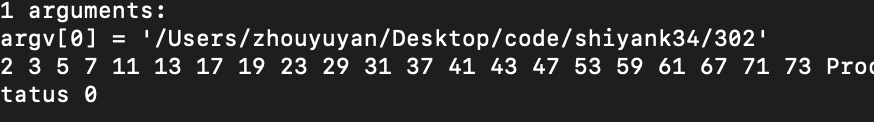 1 arguments:
argv[0] = '/Users/zhouyuyan/Desktop/code/shiyank34/302'
2 3 5 7 11 13 17 19 23 29 31 37 41 43 47 53 59 61 67 71 73 Proc
tatus 0